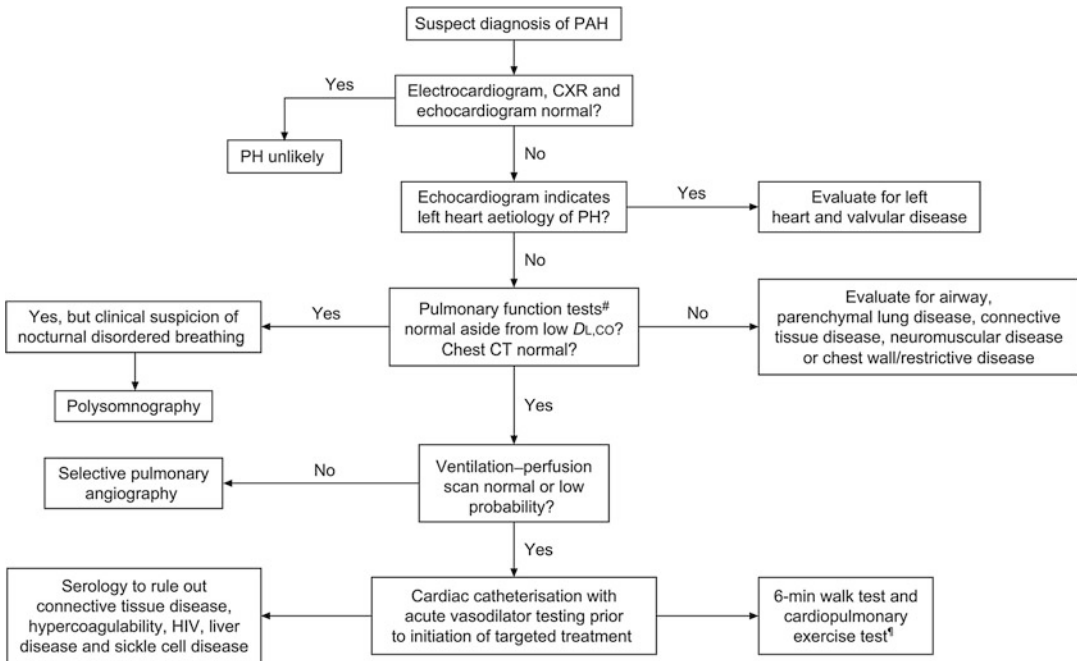 Suspect diagnosis of PAH
Yes
Electrocardiogram, CXR and
echocardiogram normal?
PH unlikely
No
Echocardiogram indicates
left heart aetiology of PH?
Yes
Evaluate for left
heart and valvular disease
No
Yes, but clinical suspicion of
nocturnal disordered breathing
Yes
Pulmonary function tests#
normal aside from low DL,CO?
Chest CT normal?
No
Evaluate for airway,
parenchymal lung disease, connective
tissue disease, neuromuscular disease
or chest wall/restrictive disease
Polysomnography
Yes
Selective pulmonary
angiography
No
Ventilation–perfusion
scan normal or low
probability?
Yes
Serology to rule out
connective tissue disease,
hypercoagulability, HIV, liver
disease and sickle cell disease
Cardiac catheterisation with
acute vasodilator testing prior
to initiation of targeted treatment
6-min walk test and
cardiopulmonary
exercise test¶